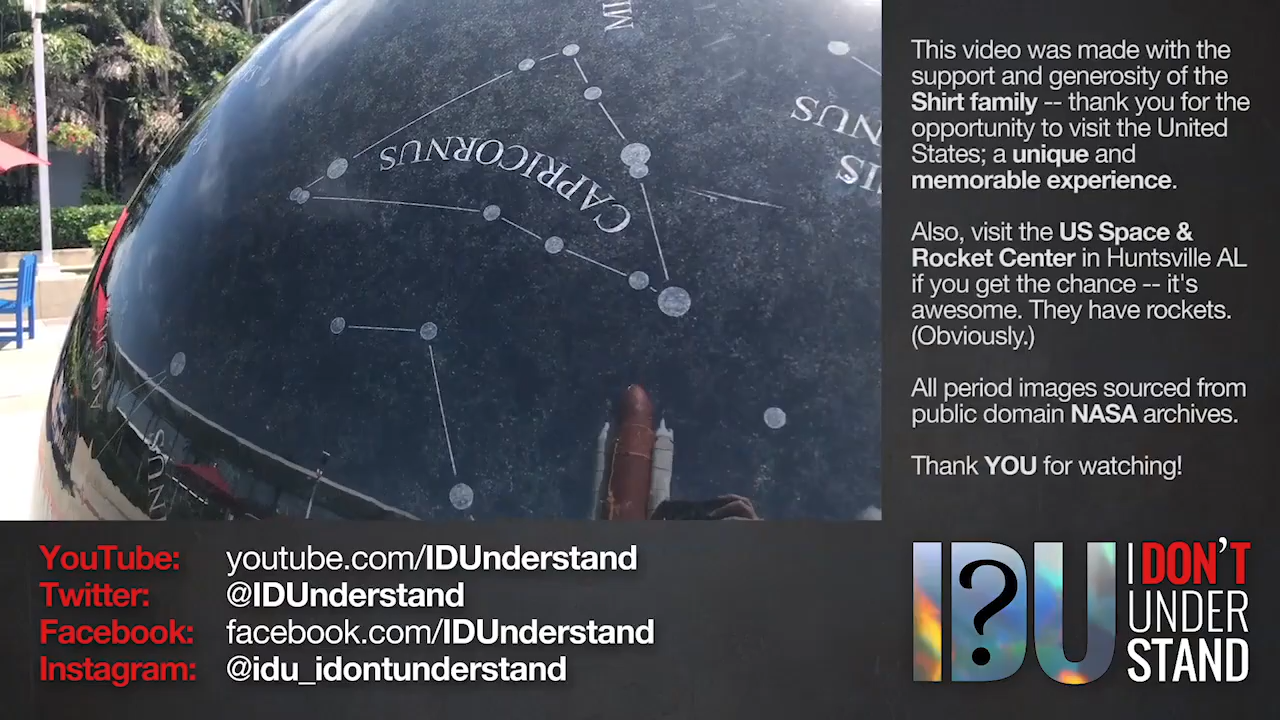 CAPRICORNUS
This video was made with the
support and generosity of the
Shirt family -- thank you for the
opportunity to visit the United
States; a unique and
memorable experience.
Also, visit the US Space &
Rocket Center in Huntsville AL
if you get the chance -- it's
awesome. They have rockets.
(Obviously.)
All period images sourced from
public domain NASA archives.
Thank YOU for watching!
YouTube: youtube.com/IDUnderstand
Twitter: @IDUnderstand
Facebook: facebook.com/IDUnderstand
Instagram: @idu_idontunderstand
IDU?
I DON'T
UNDER
STAND